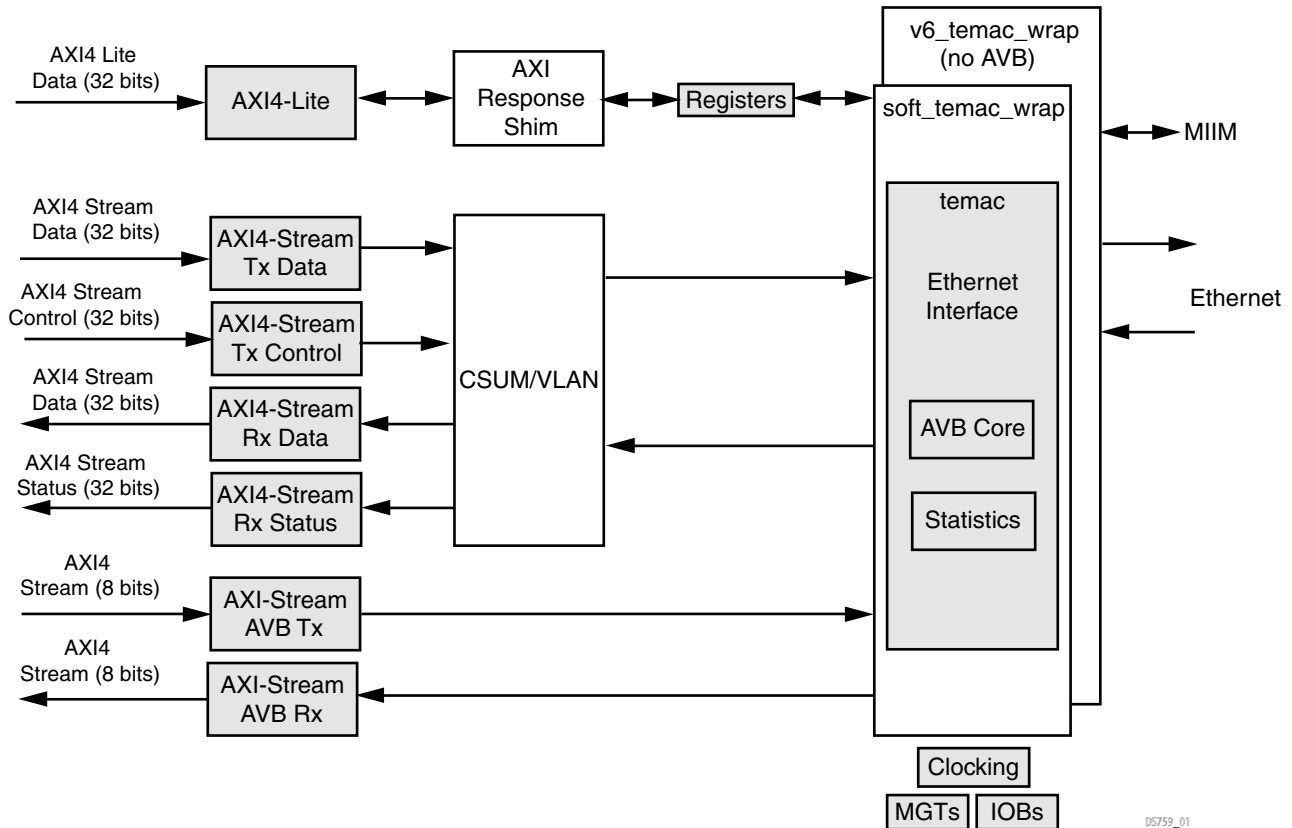 AXI4 Lite
Data (32 bits)
AXI4-Lite
AXI
Response
Shim
Registers
v6_temac_wrap
(no AVB)
soft_temac_wrap
MIIM
AXI4 Stream
Data (32 bits)
AXI4-Stream
Tx Data
AXI4 Stream
Control (32 bits)
AXI4-Stream
Tx Control
AXI4 Stream
Data (32 bits)
AXI4-Stream
Rx Data
AXI4 Stream
Status (32 bits)
AXI4-Stream
Rx Status
CSUM/VLAN
temac
Ethernet
Interface
AVB Core
Statistics
Ethernet
AXI4
Stream (8 bits)
AXI-Stream
AVB Tx
AXI4
Stream (8 bits)
AXI-Stream
AVB Rx
Clocking
MGTs
IOBs
DS759_01